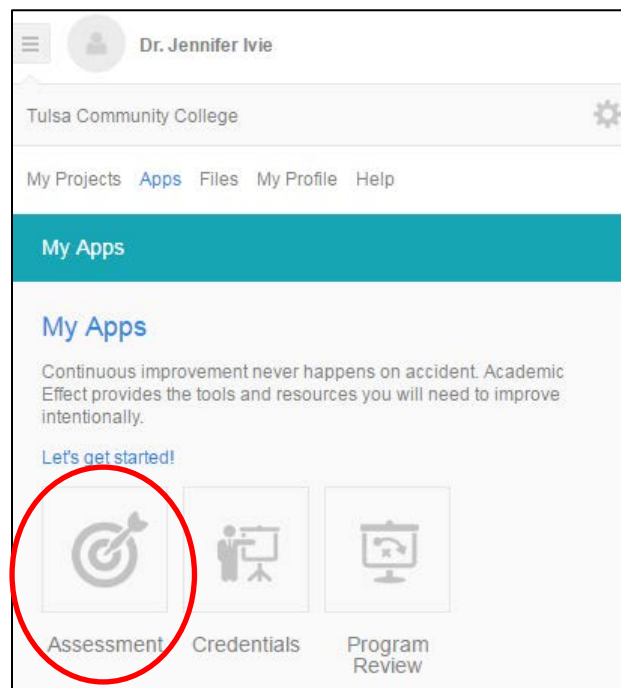 Dr. Jennifer Ivie
Tulsa Community College
My Projects Apps Files My Profile Help
My Apps
My Apps
Continuous improvement never happens on accident. Academic
Effect provides the tools and resources you will need to improve
intentionally.
Let's get started!
Assessment Credentials Program
Review